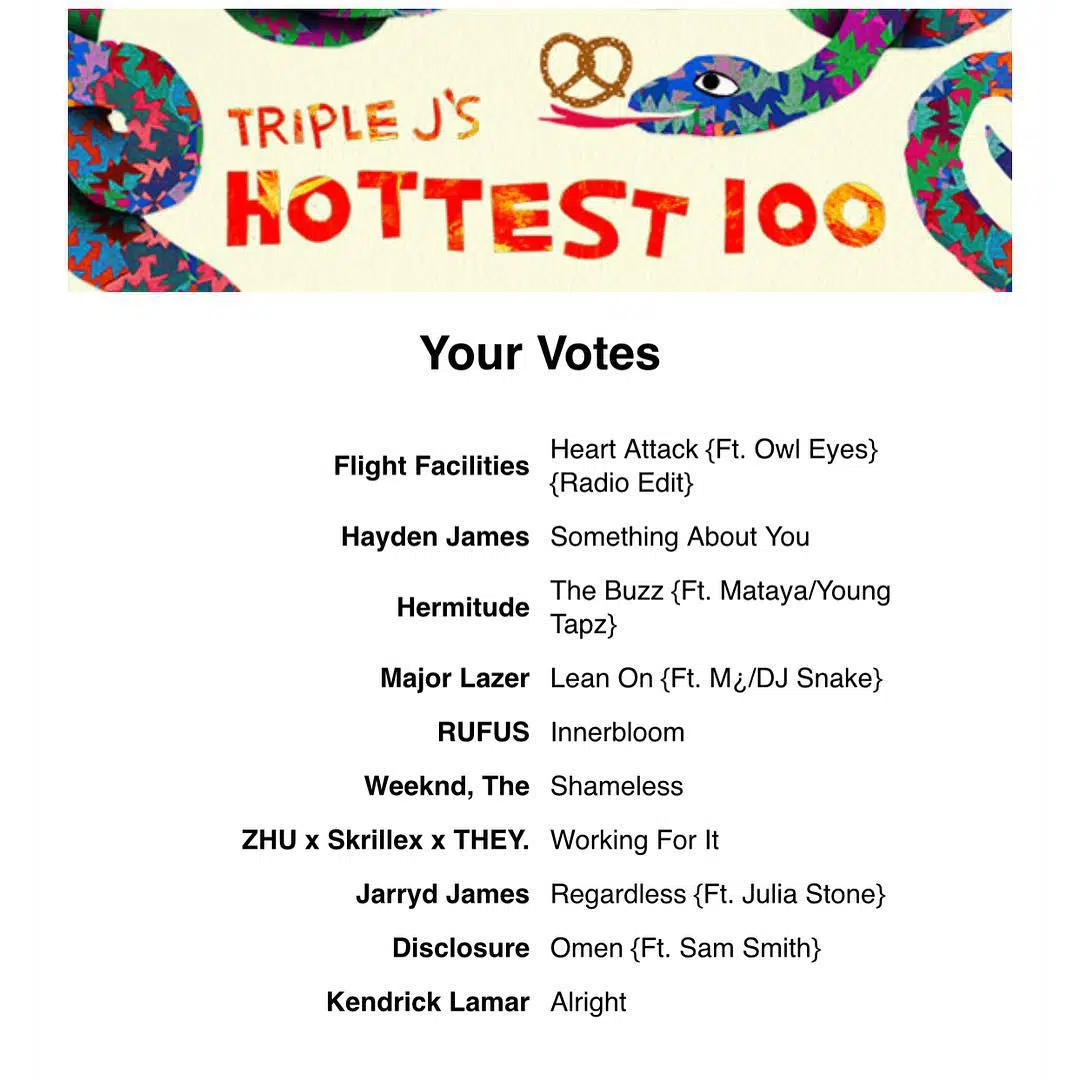 TRIPLE J'S
HOTTEST 100
Your Votes
Flight Facilities Heart Attack {Ft. Owl Eyes}
{Radio Edit}
Hayden James Something About You
Hermitude The Buzz {Ft. Mataya/Young
Tapz}
Major Lazer Lean On {Ft. M¿/DJ Snake}
RUFUS Innerbloom
Weeknd, The Shameless
ZHU x Skrillex x THEY. Working For It
Jarryd James Regardless {Ft. Julia Stone}
Disclosure Omen {Ft. Sam Smith}
Kendrick Lamar Alright